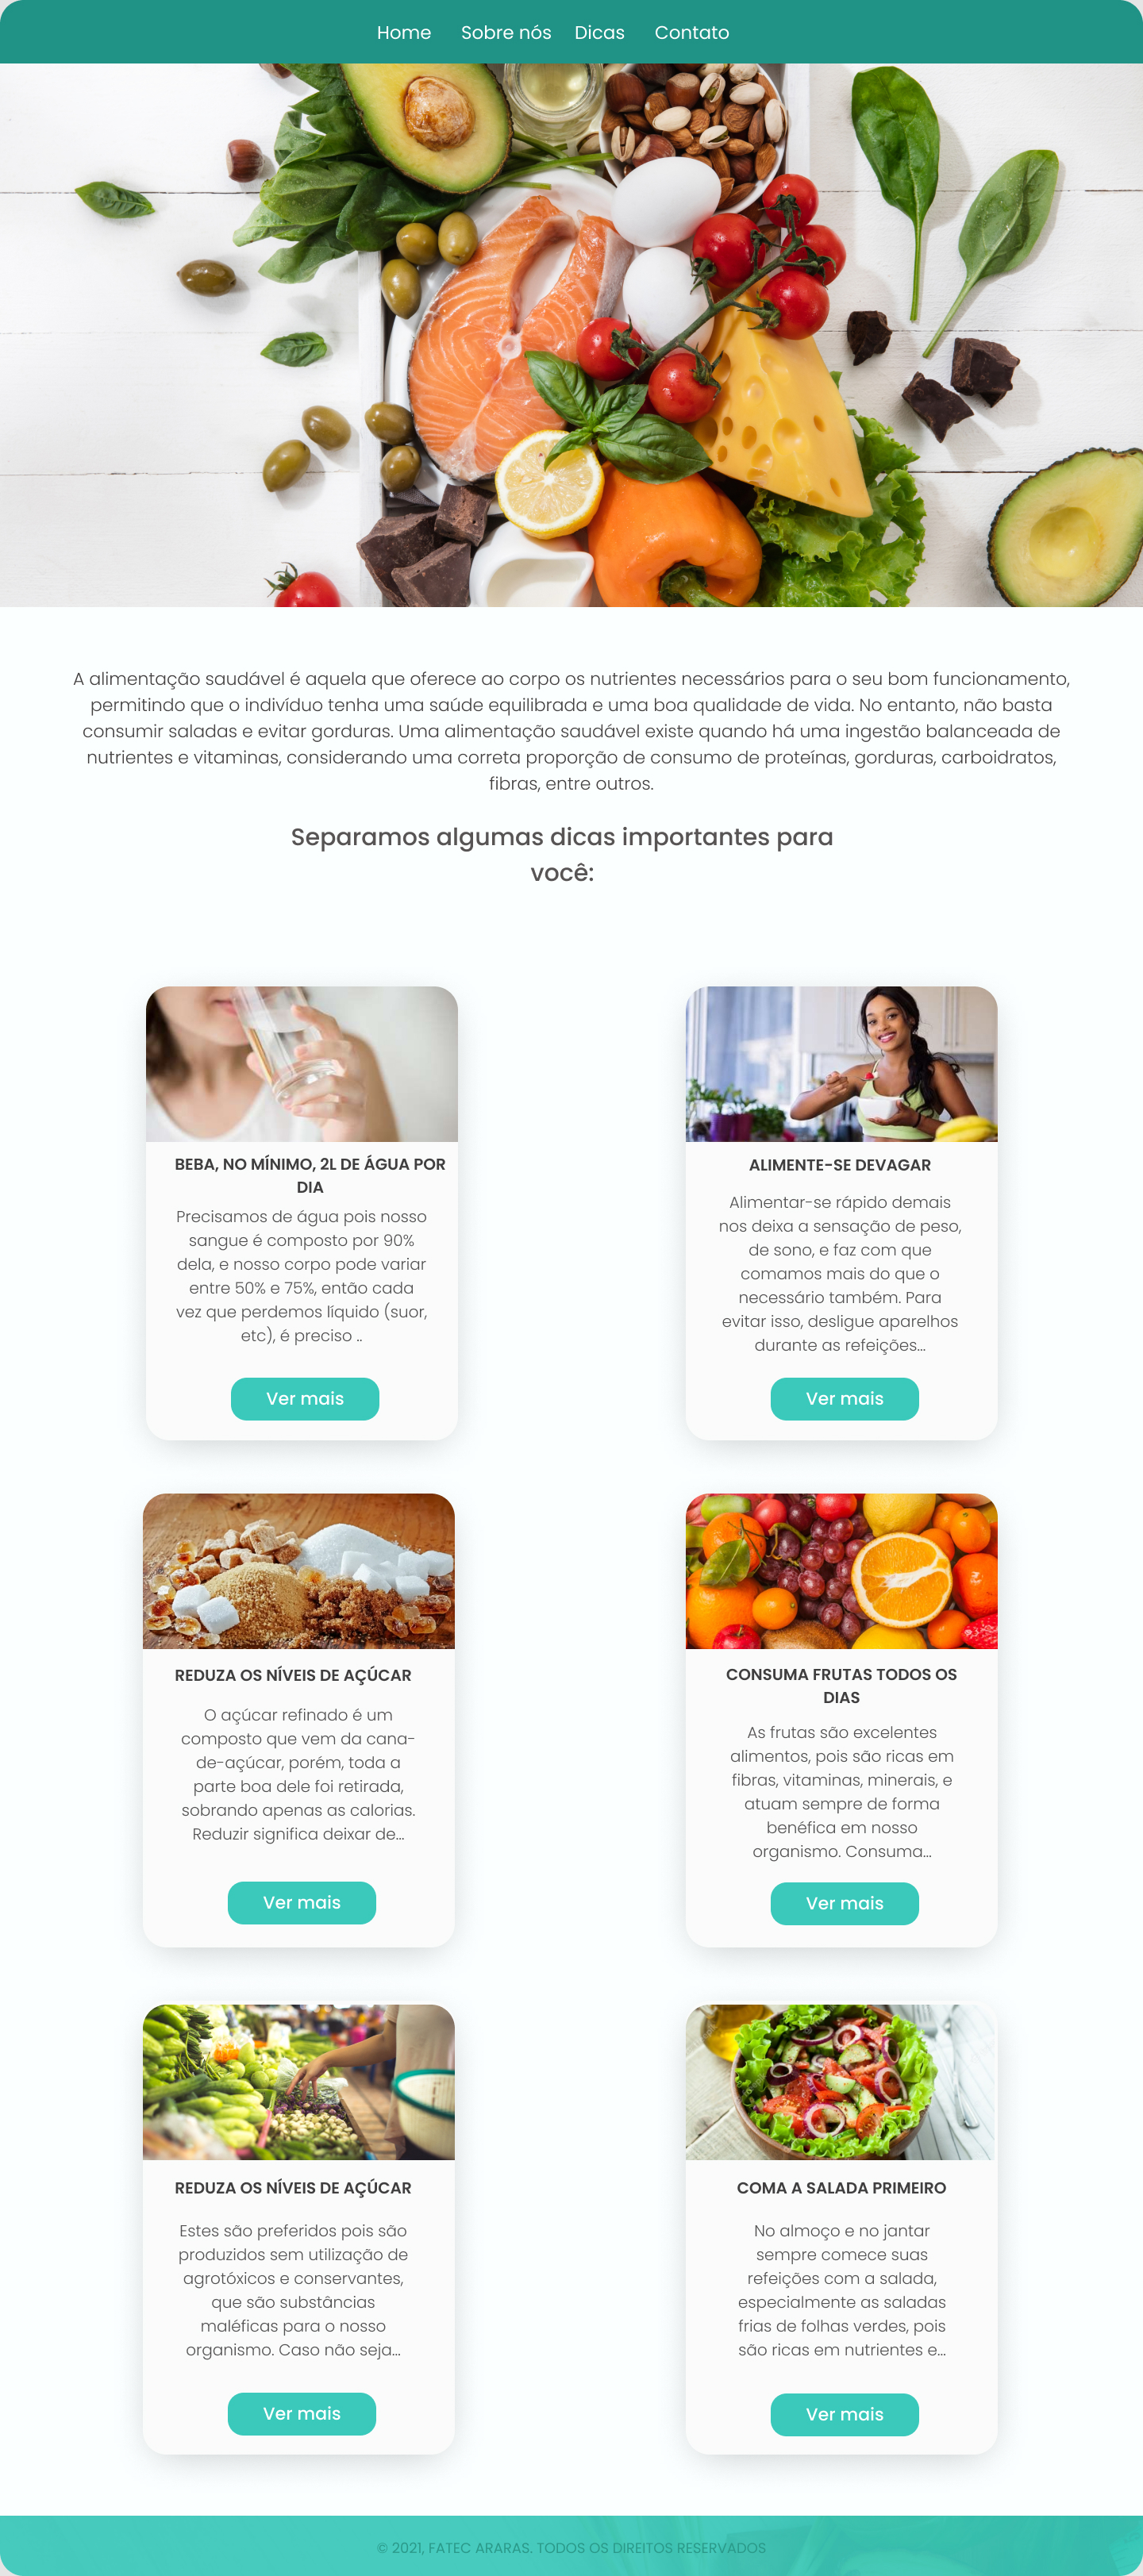 Home Sobre nós Dicas Contato
A alimentação saudável é aquela que oferece ao corpo os nutrientes necessários para o seu bom funcionamento,
permitindo que o indivíduo tenha uma saúde equilibrada e uma boa qualidade de vida. No entanto, não basta
consumir saladas e evitar gorduras. Uma alimentação saudável existe quando há uma ingestão balanceada de
nutrientes e vitaminas, considerando uma correta proporção de consumo de proteínas, gorduras, carboidratos,
fibras, entre outros.
Separamos algumas dicas importantes para
você:
BEBA, NO MÍNIMO, 2L DE ÁGUA POR
DIA
Precisamos de água pois nosso
sangue é composto por 90%
dela, e nosso corpo pode variar
entre 50% e 75%, então cada
vez que perdemos líquido (suor,
etc), é preciso ..
Ver mais
ALIMENTE-SE DEVAGAR
Alimentar-se rápido demais
nos deixa a sensação de peso,
de sono, e faz com que
comamos mais do que o
necessário também. Para
evitar isso, desligue aparelhos
durante as refeições...
Ver mais
REDUZA OS NÍVEIS DE AÇÚCAR
O açúcar refinado é um
composto que vem da cana-
de-açúcar, porém, toda a
parte boa dele foi retirada,
sobrando apenas as calorias.
Reduzir significa deixar de...
Ver mais
CONSUMA FRUTAS TODOS OS
DIAS
As frutas são excelentes
alimentos, pois são ricas em
fibras, vitaminas, minerais, e
atuam sempre de forma
benéfica em nosso
organismo. Consuma...
Ver mais
REDUZA OS NÍVEIS DE AÇÚCAR
Estes são preferidos pois são
produzidos sem utilização de
agrotóxicos e conservantes,
que são substâncias
maléficas para o nosso
organismo. Caso não seja...
Ver mais
COMA A SALADA PRIMEIRO
No almoço e no jantar
sempre comece suas
refeições com a salada,
especialmente as saladas
frias de folhas verdes, pois
são ricas em nutrientes e...
Ver mais
© 2021, FATEC ARARAS. TODOS OS DIREITOS RESERVADOS